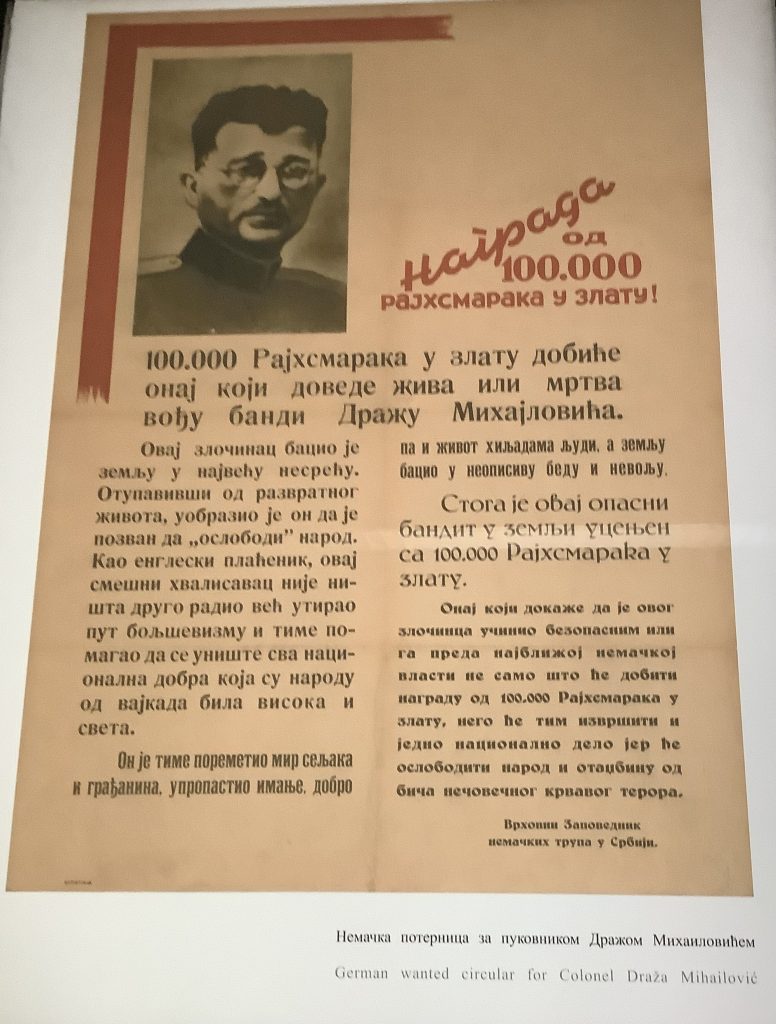 Награда
од
100.000
РАЈХСМАРАКА У ЗЛАТУ!
100.000 Рајхсмарака у злату добиће
онај који доведе жива или мртва
вођу банди Дражу Михајловића.
Овај злочинац бацио је
земљу у највећу несрећу.
Отупавивши од развратног
живота, уобразио је он да је
позван да „ослободи” народ.
Као енглески плаћеник, овај
смешни хвалисавац није ни-
шта друго радио већ утирао
пут бољшевизму и тиме по-
магао да се униште сва наци-
онална добра која су народу
од вајкада била висока и
света.
Он је тиме пореметио мир сељака
и грађанина, упропастио имање, добро
па и живот хиљадама људи, а земљу
бацио у неописиву беду и невољу.
Стога је овај опасни
бандит у земљи уцењен
са 100.000 Рајхсмарака у
злату.
Онај који докаже да је овог
злочинца учинио безопасним или
га преда најближој немачкој
власти не само што ће добити
награду од 100.000 Рајхсмарака у
злату, него ће тим извршити и
једно национално дело јер ће
ослободити народ и отаџбину од
бича нечовечног крвавог терора.
Врховни Заповедник
немачких трупа у Србији.
Немачка потерница за пуковником Дражом Михаиловићем
German wanted circular for Colonel Draža Mihailović